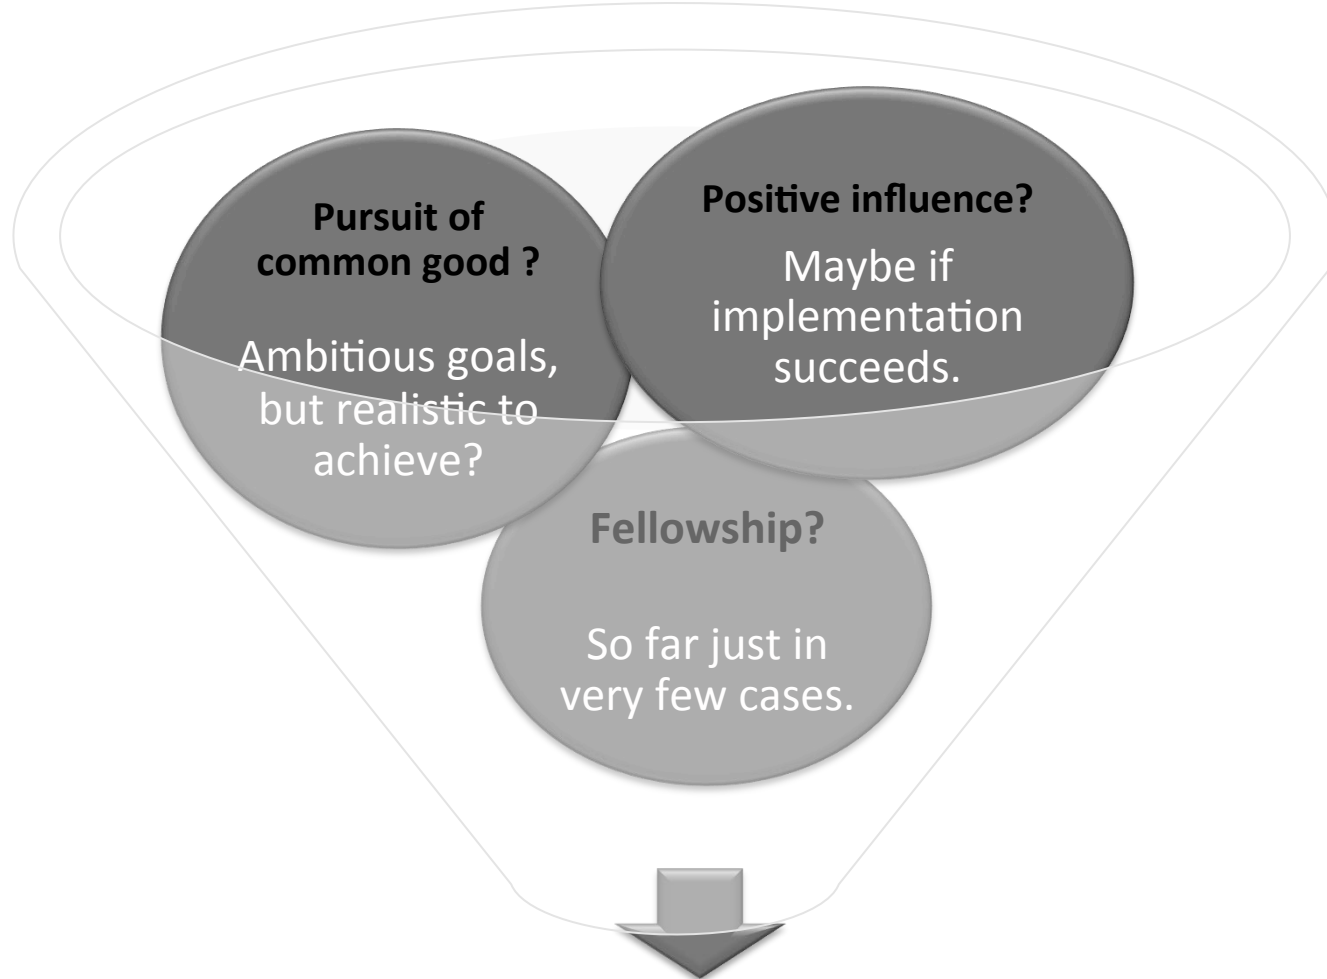 Pursuit of
common good ?
Ambitious goals,
but realistic to
achieve?
Positive influence?
Maybe if
implementation
succeeds.
Fellowship?
So far just in
very few cases.